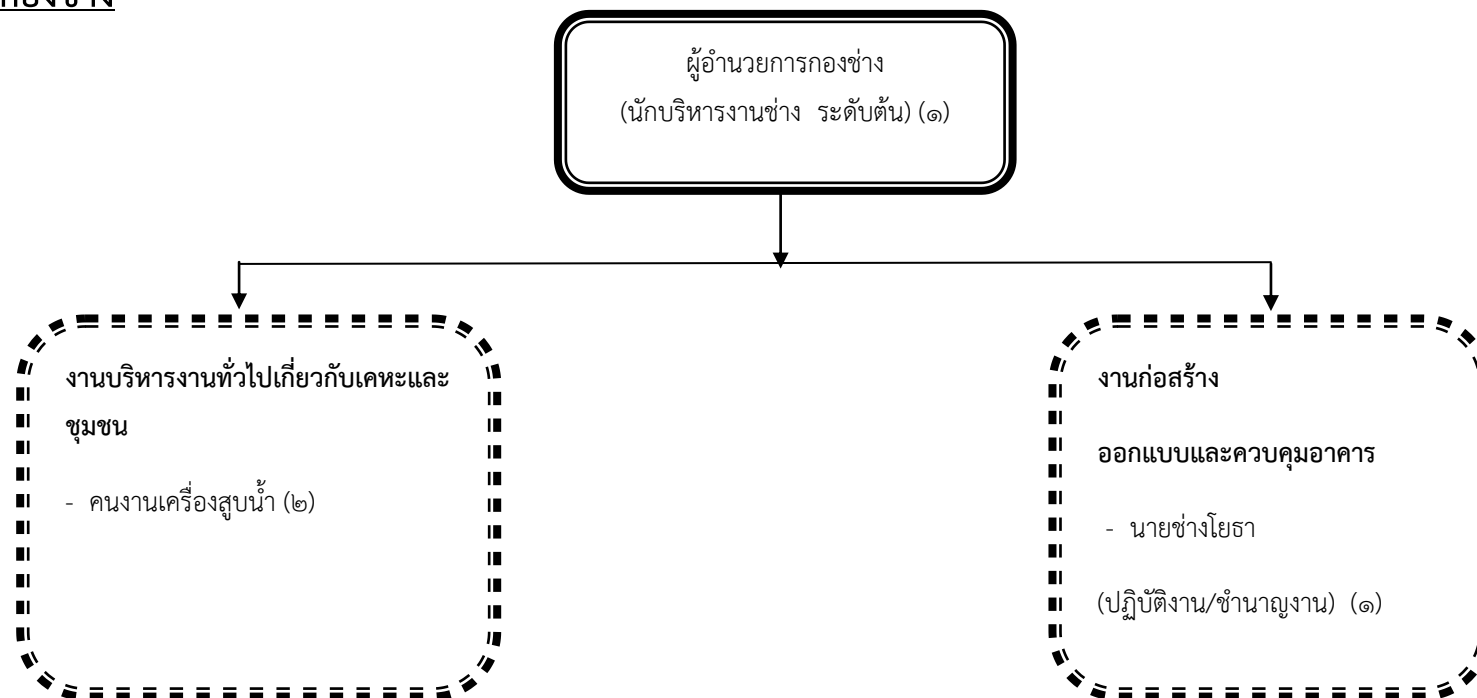 กองช่าง
ผู้อำนวยการกองช่าง
(นักบริหารงานช่าง ระดับต้น) (๑)
งานบริหารงานทั่วไปเกี่ยวกับเคหะและ
ชุมชน
- คนงานเครื่องสูบน้ำ (๒)
งานก่อสร้าง
ออกแบบและควบคุมอาคาร
- นายช่างโยธา
(ปฏิบัติงาน/ชำนาญงาน) (๑)